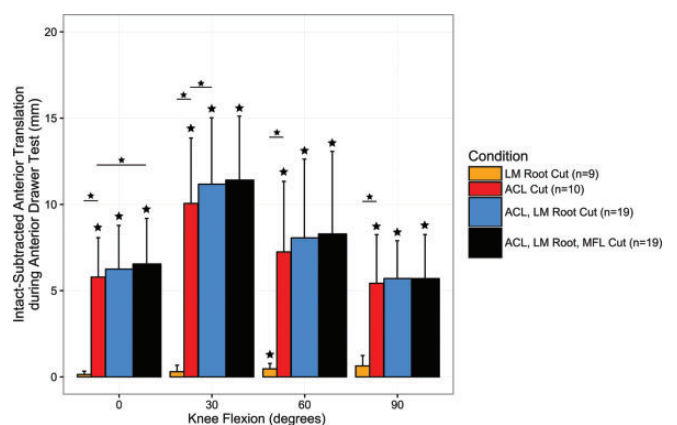 20
15
10
5
0
Intact-Subtracted Anterior Translation
during Anterior Drawer Test (mm)
0 30 60 90
Knee Flexion (degrees)
Condition
LM Root Cut (n=9)
ACL Cut (n=10)
ACL, LM Root Cut (n=19)
ACL, LM Root, MFL Cut (n=19)